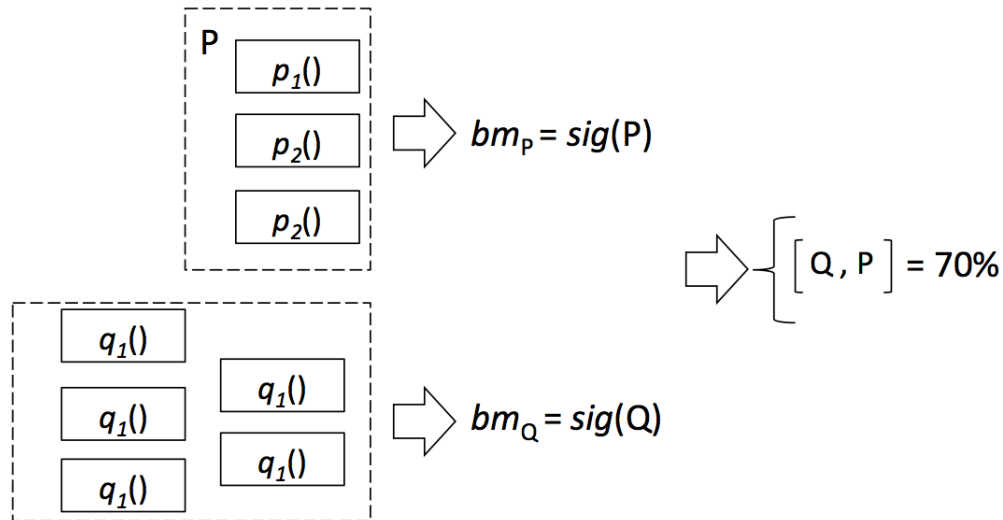 P
p1()
p2()
p2()
bmP = sig(P)
[ Q , P ] = 70%
q1()
q1()
q1()
q1()
q1()
bmQ = sig(Q)